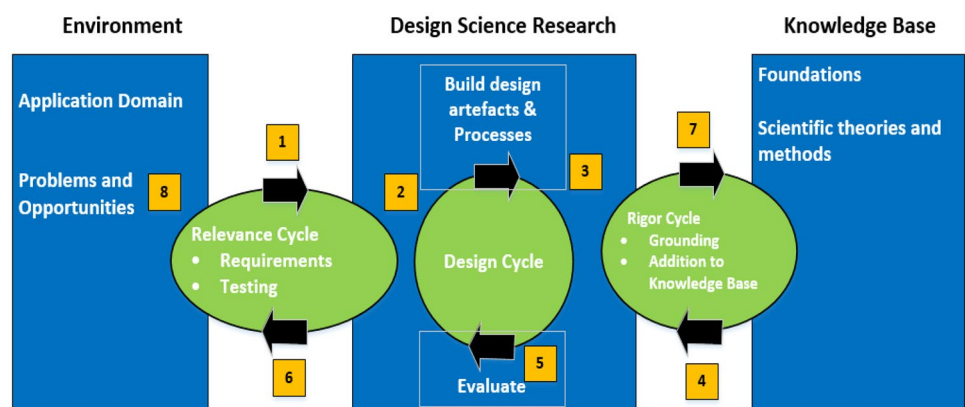 Environment
Design Science Research
Knowledge Base
Application Domain
Problems and
Opportunities
8
1
Relevance Cycle
• Requirements
• Testing
6
2
Build design
artefacts &
Processes
3
Design Cycle
5
Evaluate
7
Rigor Cycle
• Grounding
• Addition to
Knowledge Base
4
Foundations
Scientific theories and
methods